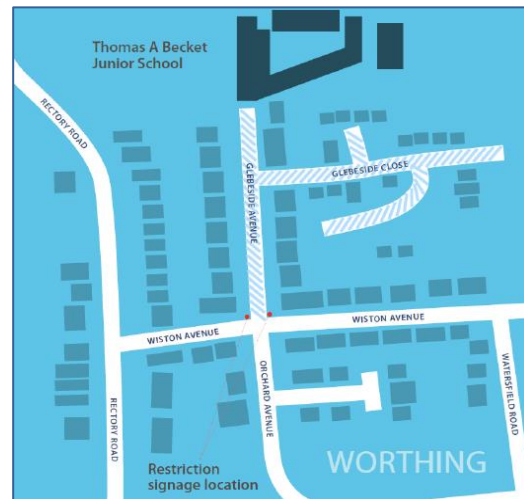 Thomas A Becket
Junior School
RECTORY ROAD
GLEBESIDE AVENUE
GLEBESIDE CLOSE
WISTON AVENUE
WISTON AVENUE
ORCHARD AVENUE
WATERSFIELD ROAD
RECTORY ROAD
WORTHING
Restriction
signage location